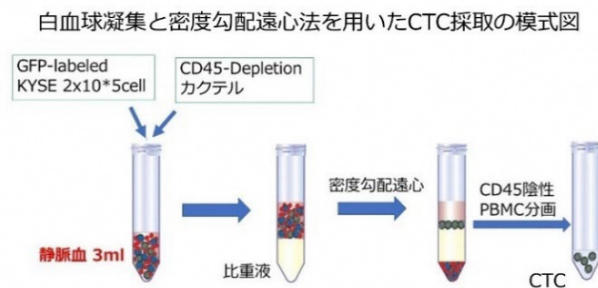 白血球凝集と密度勾配遠心法を用いたCTC採取の模式図
GFP-labeled
KYSE 2x10*5cell
CD45-Depletion
カクテル
静脈血 3ml
比重液
密度勾配遠心
CD45陰性
PBMC分画
CTC